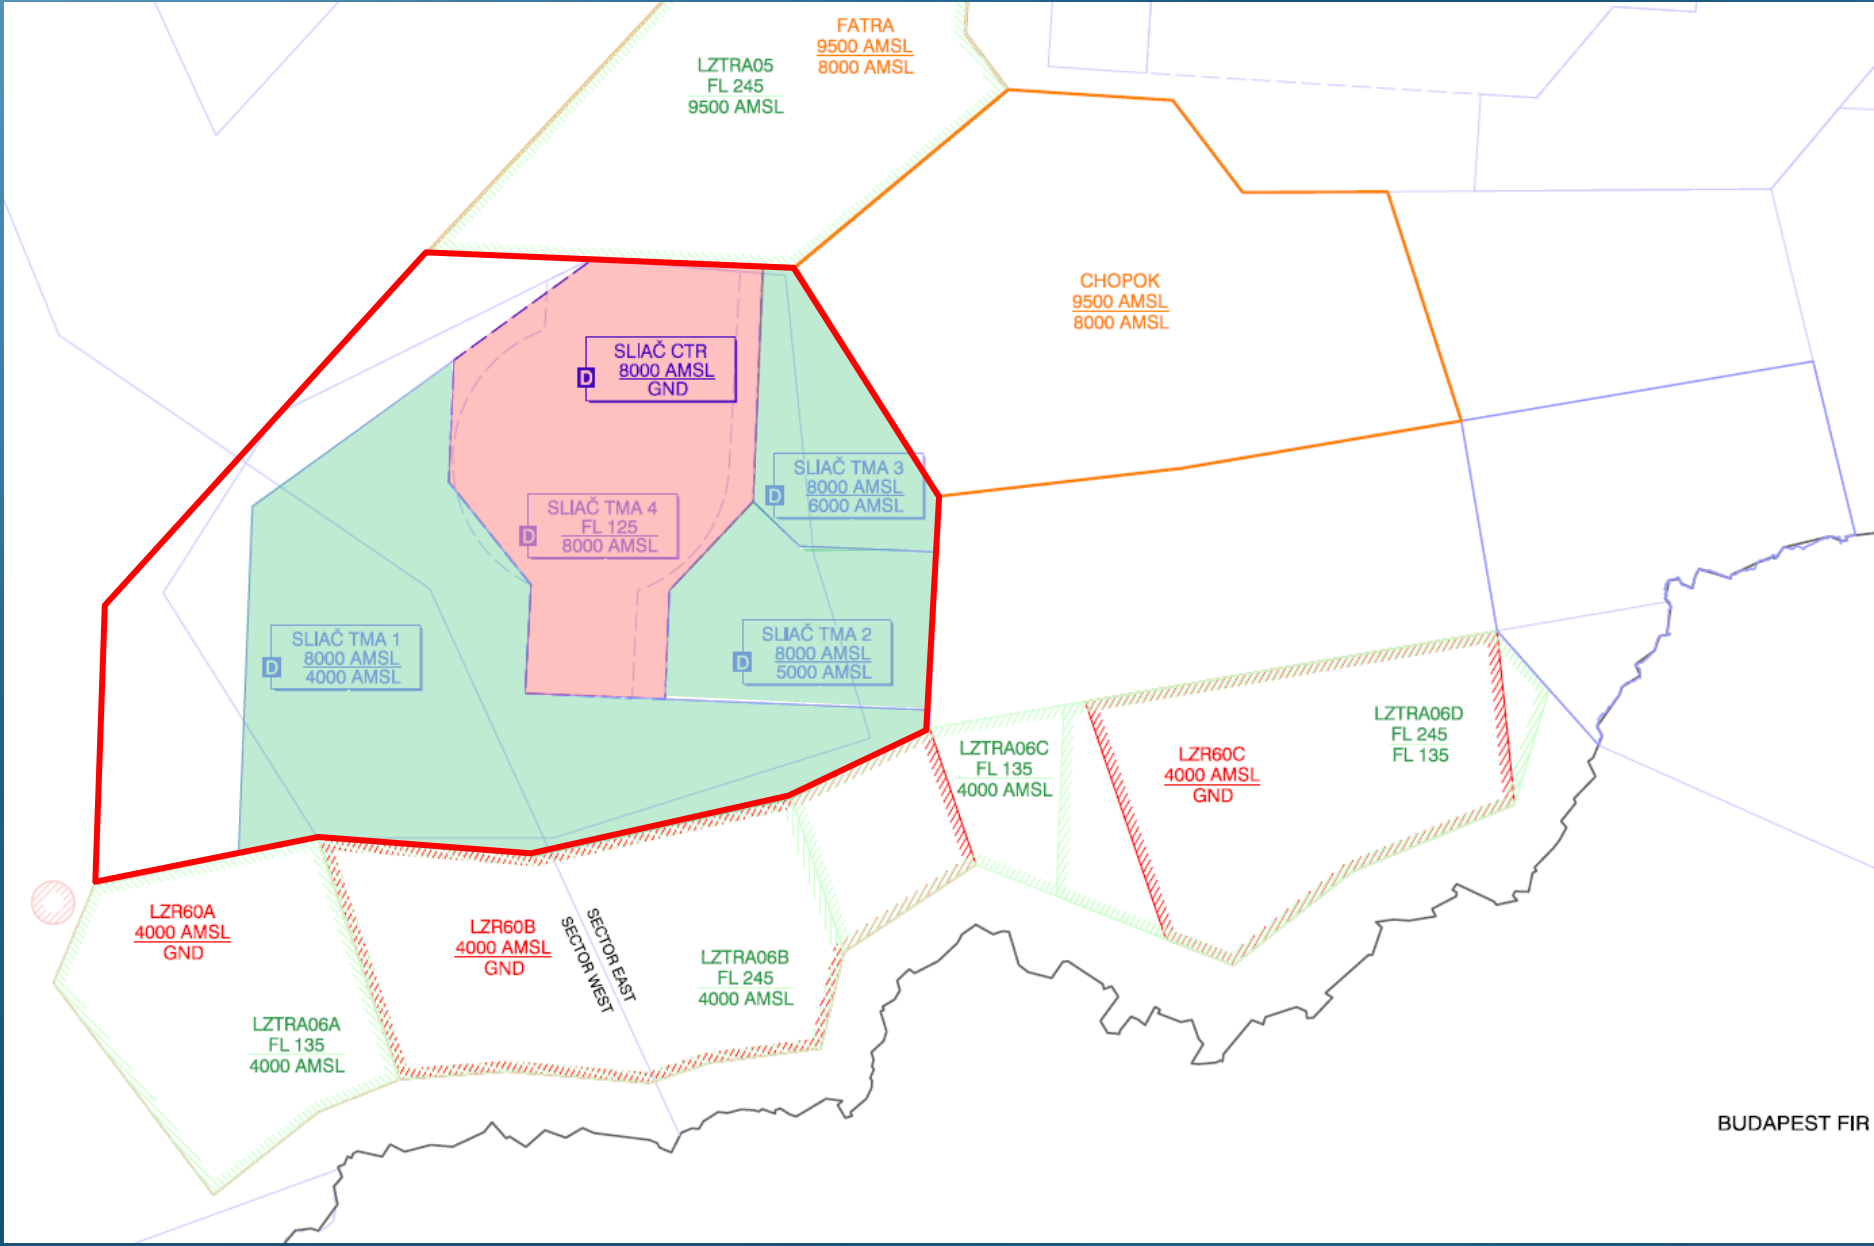 FATRA
9500 AMSL
8000 AMSL
LZTRA05
FL 245
9500 AMSL
CHOPOK
9500 AMSL
8000 AMSL
SLIAČ CTR
D 8000 AMSL
GND
SLIAČ TMA 3
D 8000 AMSL
6000 AMSL
SLIAČ TMA 4
D FL 125
8000 AMSL
SLIAČ TMA 1
D 8000 AMSL
4000 AMSL
SLIAČ TMA 2
D 8000 AMSL
5000 AMSL
LZTRA06C
FL 135
4000 AMSL
LZR60C
4000 AMSL
GND
LZTRA06D
FL 245
FL 135
LZR60A
4000 AMSL
GND
LZR60B
4000 AMSL
GND
SECTOR EAST
SECTOR WEST
LZTRA06B
FL 245
4000 AMSL
LZTRA06A
FL 135
4000 AMSL
BUDAPEST FIR